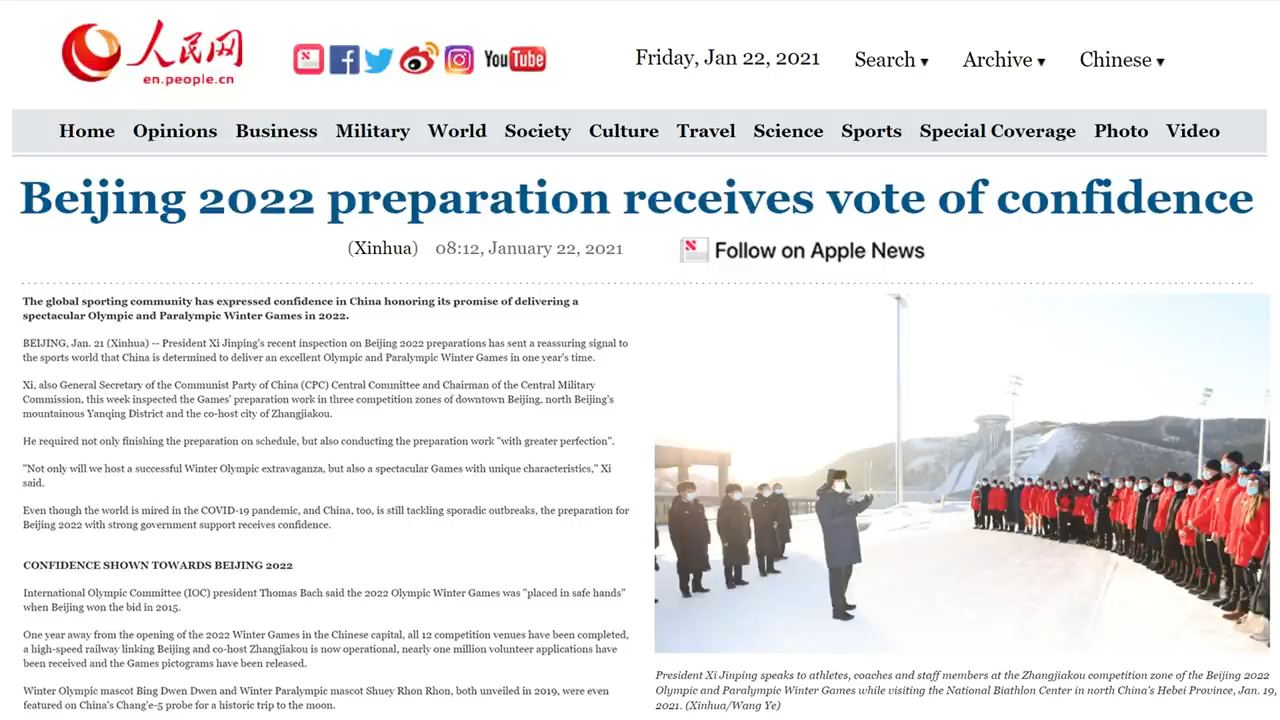 人民网
en.people.cn
You Tube
Friday, Jan 22, 2021 Search ▾ Archive ▾ Chinese ▾
Home Opinions Business Military World Society Culture Travel Science Sports Special Coverage Photo Video
Beijing 2022 preparation receives vote of confidence
(Xinhua) 08:12, January 22, 2021
Follow on Apple News
The global sporting community has expressed confidence in China honoring its promise of delivering a
spectacular Olympic and Paralympic Winter Games in 2022.
BEIJING, Jan. 21 (Xinhua) -- President Xi Jinping's recent inspection on Beijing 2022 preparations has sent a reassuring signal to
the sports world that China is determined to deliver an excellent Olympic and Paralympic Winter Games in one year's time.
Xi, also General Secretary of the Communist Party of China (CPC) Central Committee and Chairman of the Central Military
Commission, this week inspected the Games' preparation work in three competition zones of downtown Beijing, north Beijing's
mountainous Yanqing District and the co-host city of Zhangjiakou.
He required not only finishing the preparation on schedule, but also conducting the preparation work "with greater perfection".
"Not only will we host a successful Winter Olympic extravaganza, but also a spectacular Games with unique characteristics," Xi
said.
Even though the world is mired in the COVID-19 pandemic, and China, too, is still tackling sporadic outbreaks, the preparation for
Beijing 2022 with strong government support receives confidence.
CONFIDENCE SHOWN TOWARDS BEIJING 2022
International Olympic Committee (IOC) president Thomas Bach said the 2022 Olympic Winter Games was "placed in safe hands"
when Beijing won the bid in 2015.
One year away from the opening of the 2022 Winter Games in the Chinese capital, all 12 competition venues have been completed,
a high-speed railway linking Beijing and co-host Zhangjiakou is now operational, nearly one million volunteer applications have
been received and the Games pictograms have been released.
Winter Olympic mascot Bing Dwen Dwen and Winter Paralympic mascot Shuey Rhon Rhon, both unveiled in 2019, were even
featured on China's Chang'e-5 probe for a historic trip to the moon.
President Xi Jinping speaks to athletes, coaches and staff members at the Zhangjiakou competition zone of the Beijing 2022
Olympic and Paralympic Winter Games while visiting the National Biathlon Center in north China's Hebei Province, Jan. 19,
2021. (Xinhua/Wang Ye)